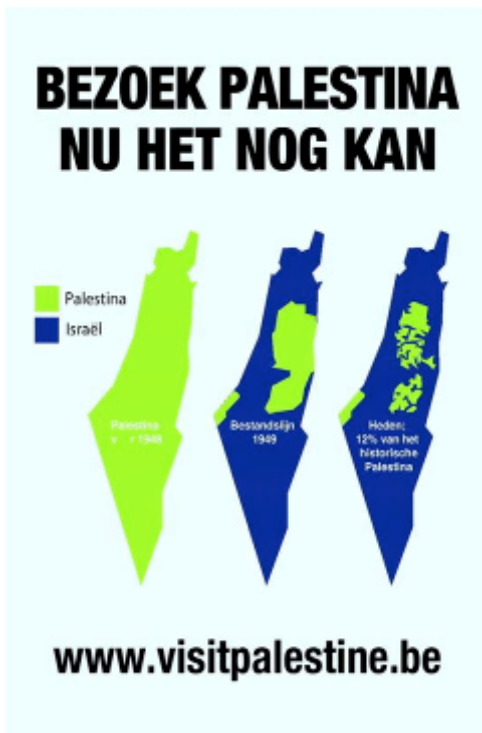 BEZOEK PALESTINA
NU HET NOG KAN
Palestina
Israël
Palestina
1948
Bestandslijn
1949
Heden:
12% van het
historische
Palestina
www.visitpalestine.be